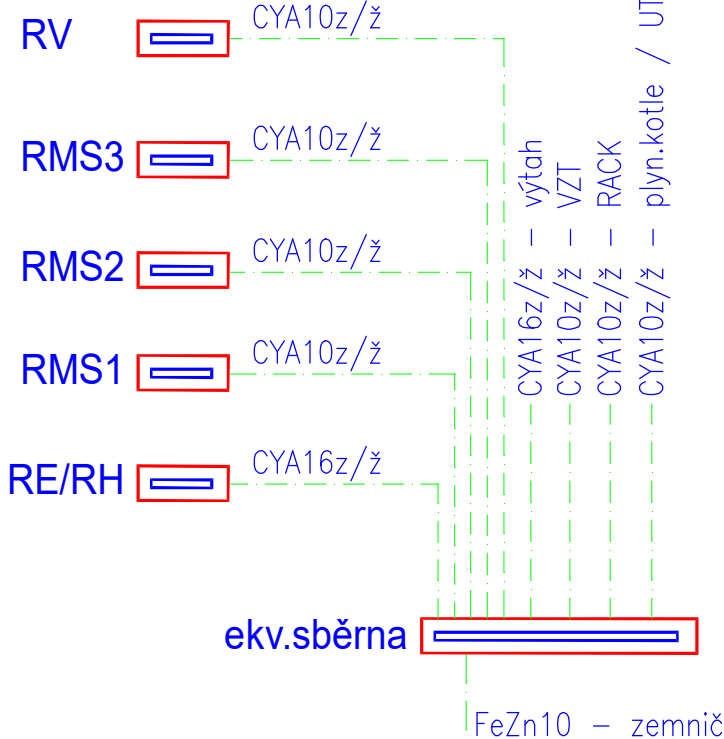 RV
CYA10z/ž
RMS3
CYA10z/ž
RMS2
CYA10z/ž
RMS1
CYA10z/ž
RE/RH
CYA16z/ž
CYA16z/ž – výtah
CYA10z/ž – VZT
CYA10z/ž – RACK
CYA10z/ž – plyn.kotle / UT
ekv.sběrna
FeZn10 – zemnič